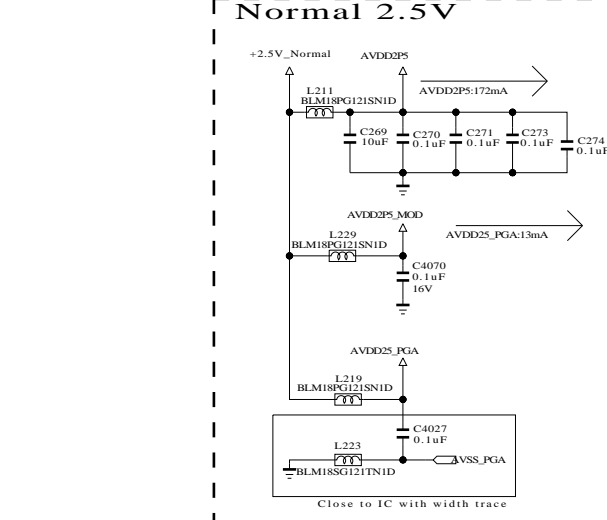 Normal 2.5V
+2.5V_Normal
AVDD2P5
L211
BLM18PG121SN1D
AVDD2P5:172mA
C269
10uF
C270
0.1uF
C271
0.1uF
C273
0.1uF
C274
0.1uF
AVDD2P5_MOD
L229
BLM18PG121SN1D
AVDD25_PGA:13mA
C4070
0.1uF
16V
AVDD25_PGA
L219
BLM18PG121SN1D
C4027
0.1uF
L223
BLM18SG121TN1D
AVSS_PGA
Close to IC with width trace